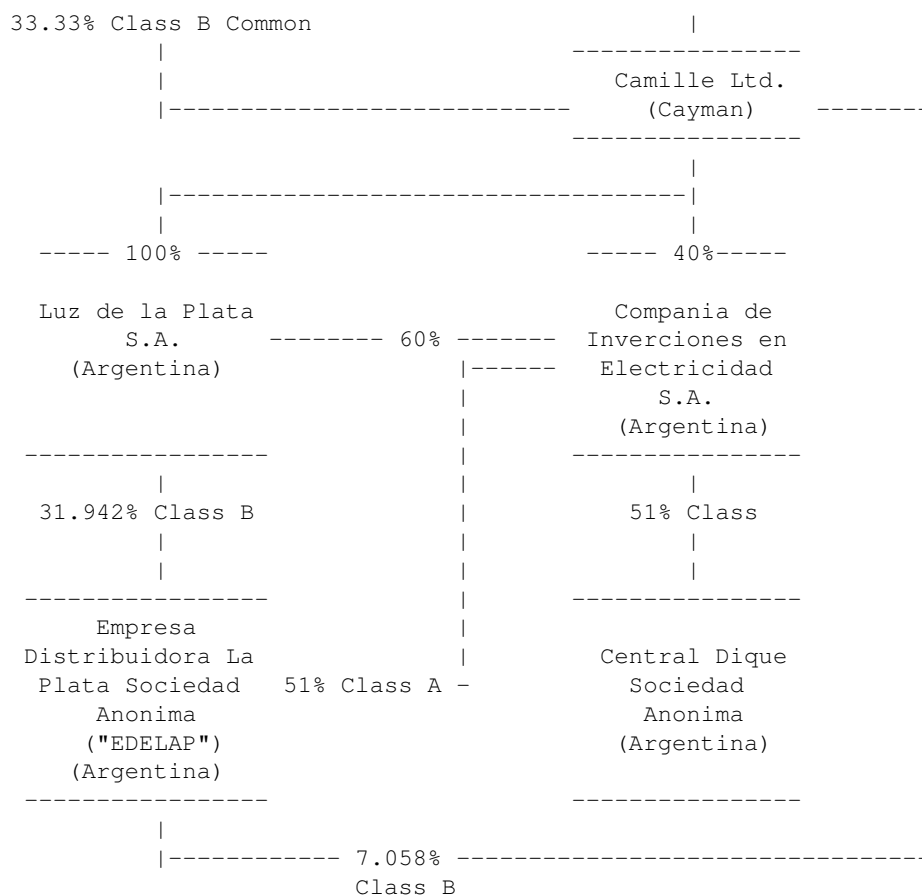 33.33% Class B Common
Camille Ltd.
(Cayman)
100%
40%
Luz de la Plata
S.A.
(Argentina)
60%
Compania de
Inverciones en
Electricidad
S.A.
(Argentina)
31.942% Class B
51% Class
Empresa
Distribuidora La
Plata Sociedad
Anonima
("EDELAP")
(Argentina)
51% Class A
Central Dique
Sociedad
Anonima
(Argentina)
7.058%
Class B